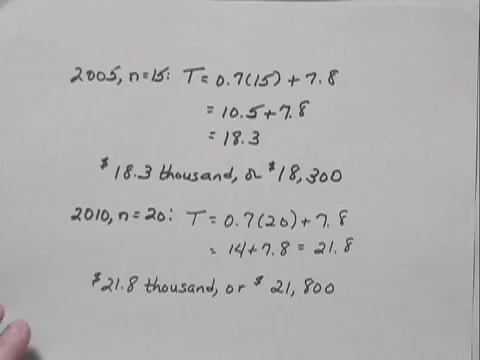 2005, n=15: T=0.7(15)+7.8
= 10.5+7.8
= 18.3
$18.3 thousand, or $18,300
2010, n=20: T=0.7(20)+7.8
= 14+7.8 = 21.8
$21.8 thousand, or $21,800